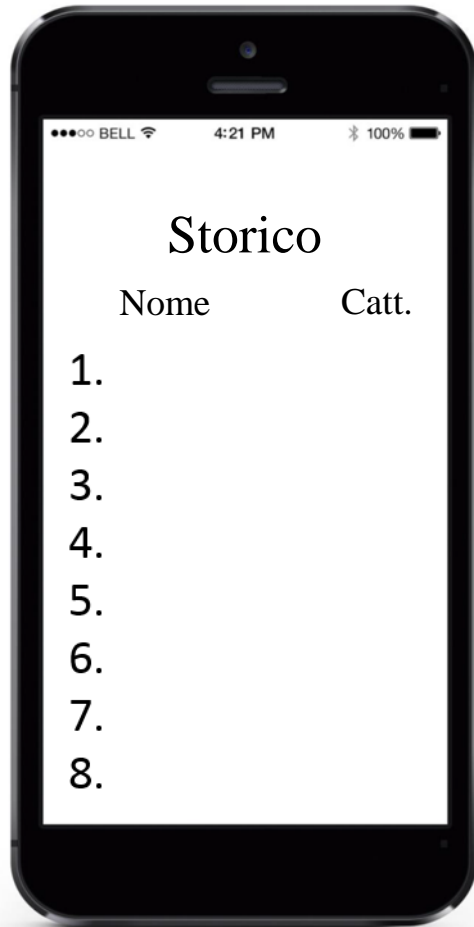 ●●●○○ BELL 4:21 PM 100%
Storico
Nome Catt.
1.
2.
3.
4.
5.
6.
7.
8.